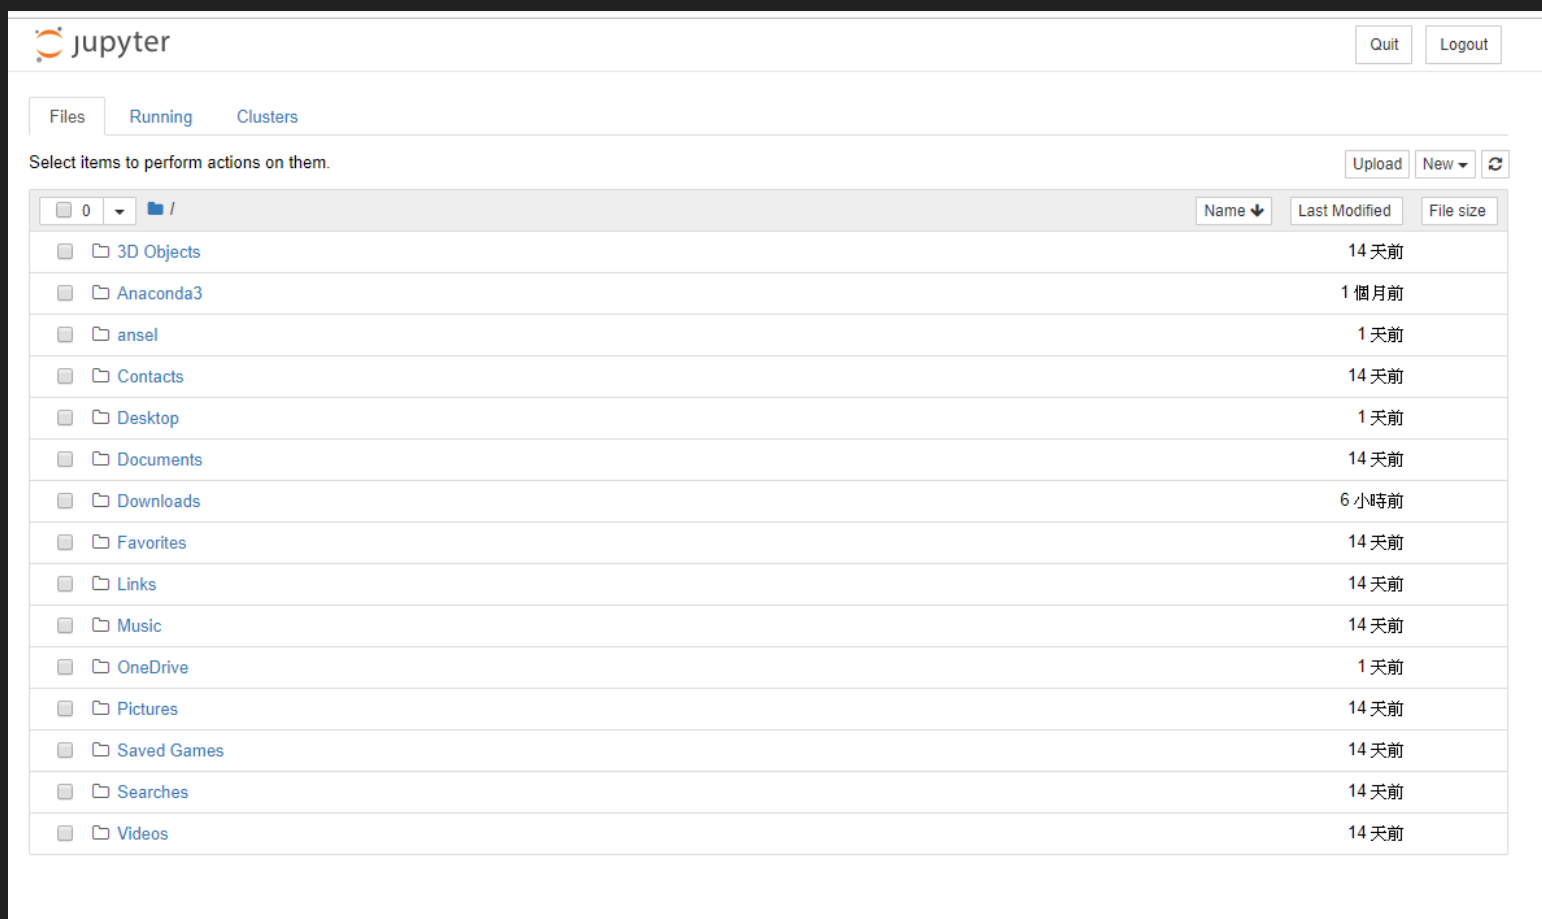 jupyter Quit Logout
Files Running Clusters
Select items to perform actions on them. Upload New
0 / Name Last Modified File size
3D Objects 14 天前
Anaconda3 1 個月前
ansel 1 天前
Contacts 14 天前
Desktop 1 天前
Documents 14 天前
Downloads 6 小時前
Favorites 14 天前
Links 14 天前
Music 14 天前
OneDrive 1 天前
Pictures 14 天前
Saved Games 14 天前
Searches 14 天前
Videos 14 天前